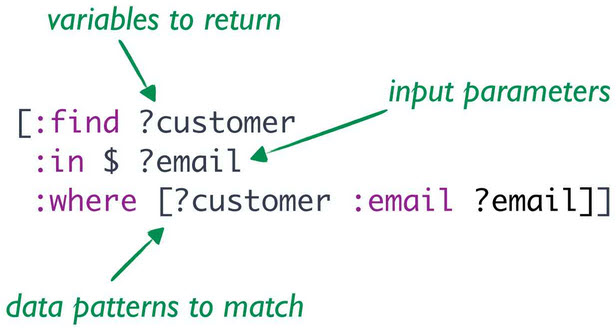 variables to return
input parameters
[:find ?customer
:in $ ?email
:where [?customer :email ?email]]
data patterns to match